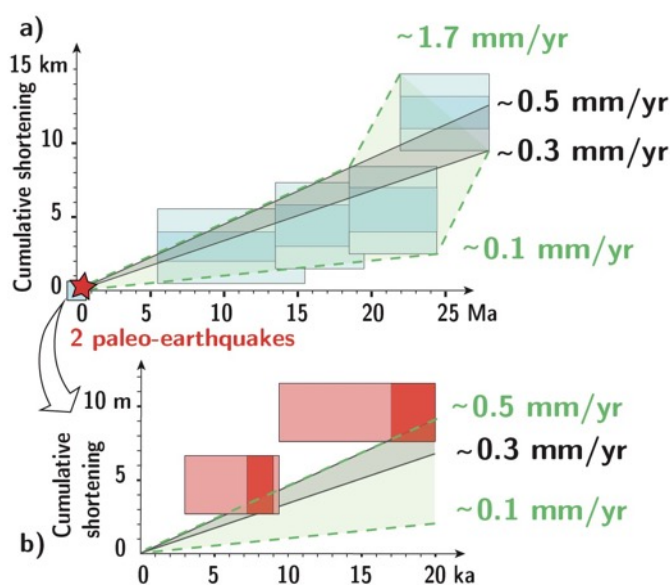 a)
~1.7 mm/yr
15 km
~0.5 mm/yr
10
~0.3 mm/yr
Cumulative shortening
5
~0.1 mm/yr
0
0 5 10 15 20 25 Ma
2 paleo-earthquakes
10 m
~0.5 mm/yr
~0.3 mm/yr
Cumulative
shortening
5
~0.1 mm/yr
b)
0
0 10 20 ka